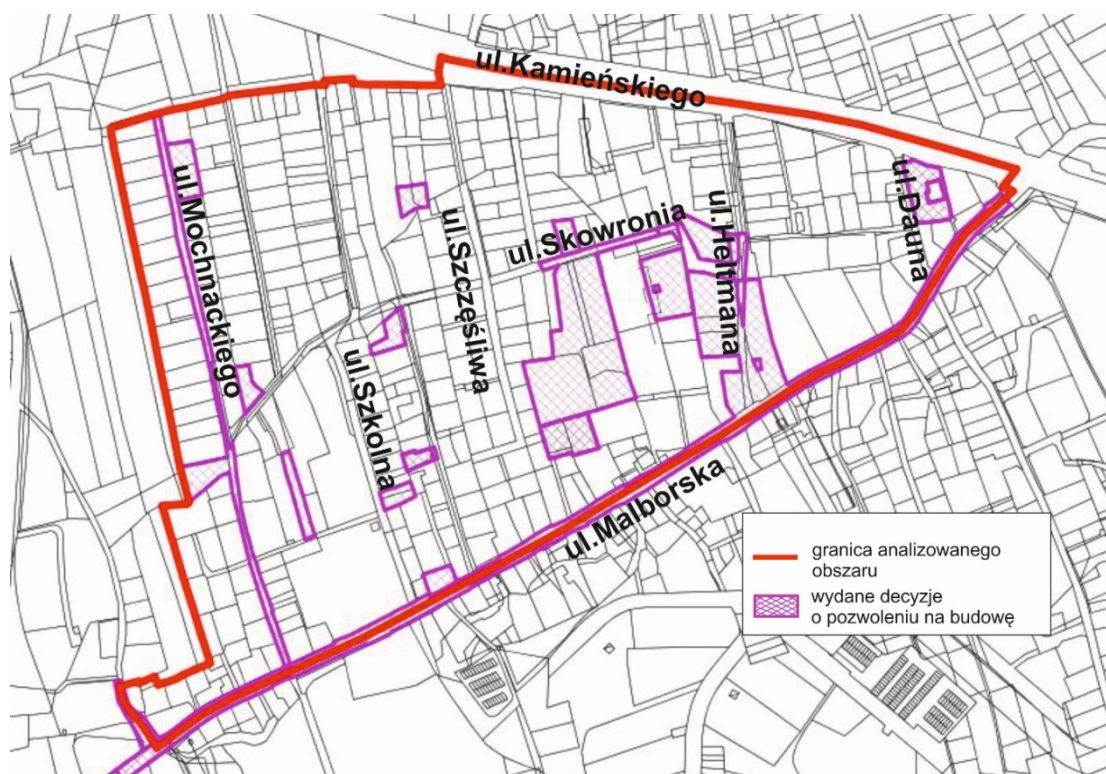 ul.Kamieńskiego
ul.Mochnackiego
ul.Szczęśliwa
ul.Skowronia
ul.Heltmana
ul.Dauna
ul.Szkolna
ul.Malborska
granica analizowanego
obszaru
wydane decyzje
o pozwoleniu na budowę